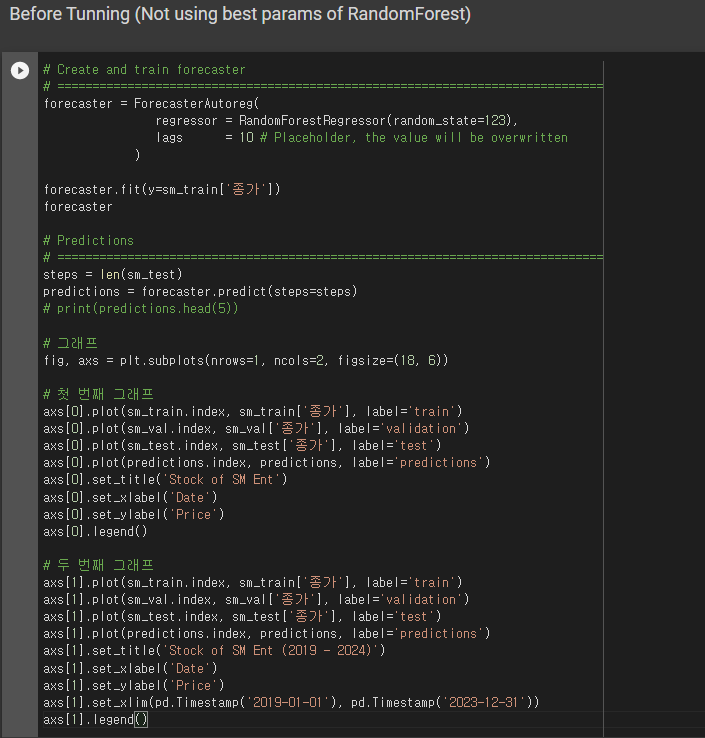 Before Tunning (Not using best params of RandomForest)
# Create and train forecaster
# ==============================================================================
forecaster = ForecasterAutoreg(
                regressor = RandomForestRegressor(random_state=123),
                lags      = 10 # Placeholder, the value will be overwritten
             )
forecaster.fit(y=sm_train['종가'])
forecaster
# Predictions
# ==============================================================================
steps = len(sm_test)
predictions = forecaster.predict(steps=steps)
# print(predictions.head(5))
# 그래프
fig, axs = plt.subplots(nrows=1, ncols=2, figsize=(18, 6))
# 첫 번째 그래프
axs[0].plot(sm_train.index, sm_train['종가'], label='train')
axs[0].plot(sm_val.index, sm_val['종가'], label='validation')
axs[0].plot(sm_test.index, sm_test['종가'], label='test')
axs[0].plot(predictions.index, predictions, label='predictions')
axs[0].set_title('Stock of SM Ent')
axs[0].set_xlabel('Date')
axs[0].set_ylabel('Price')
axs[0].legend()
# 두 번째 그래프
axs[1].plot(sm_train.index, sm_train['종가'], label='train')
axs[1].plot(sm_val.index, sm_val['종가'], label='validation')
axs[1].plot(sm_test.index, sm_test['종가'], label='test')
axs[1].plot(predictions.index, predictions, label='predictions')
axs[1].set_title('Stock of SM Ent (2019 - 2024)')
axs[1].set_xlabel('Date')
axs[1].set_ylabel('Price')
axs[1].set_xlim(pd.Timestamp('2019-01-01'), pd.Timestamp('2023-12-31'))
axs[1].legend()